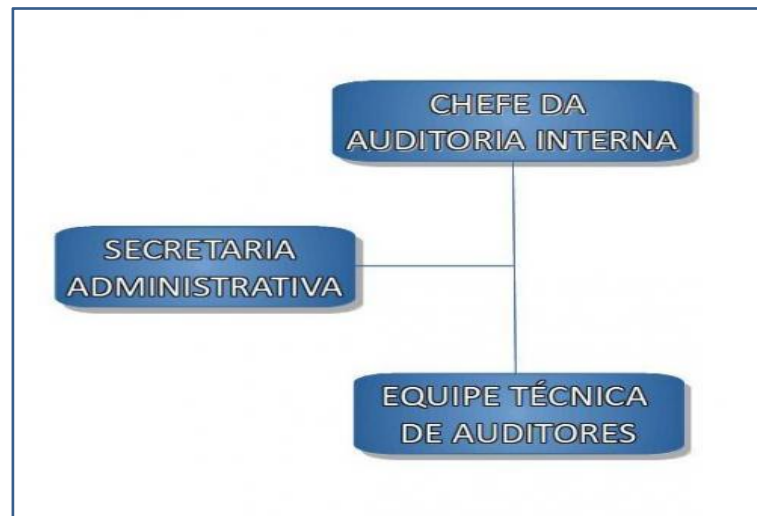 CHEFE DA
AUDITORIA INTERNA
SECRETARIA
ADMINISTRATIVA
EQUIPE TÉCNICA
DE AUDITORES